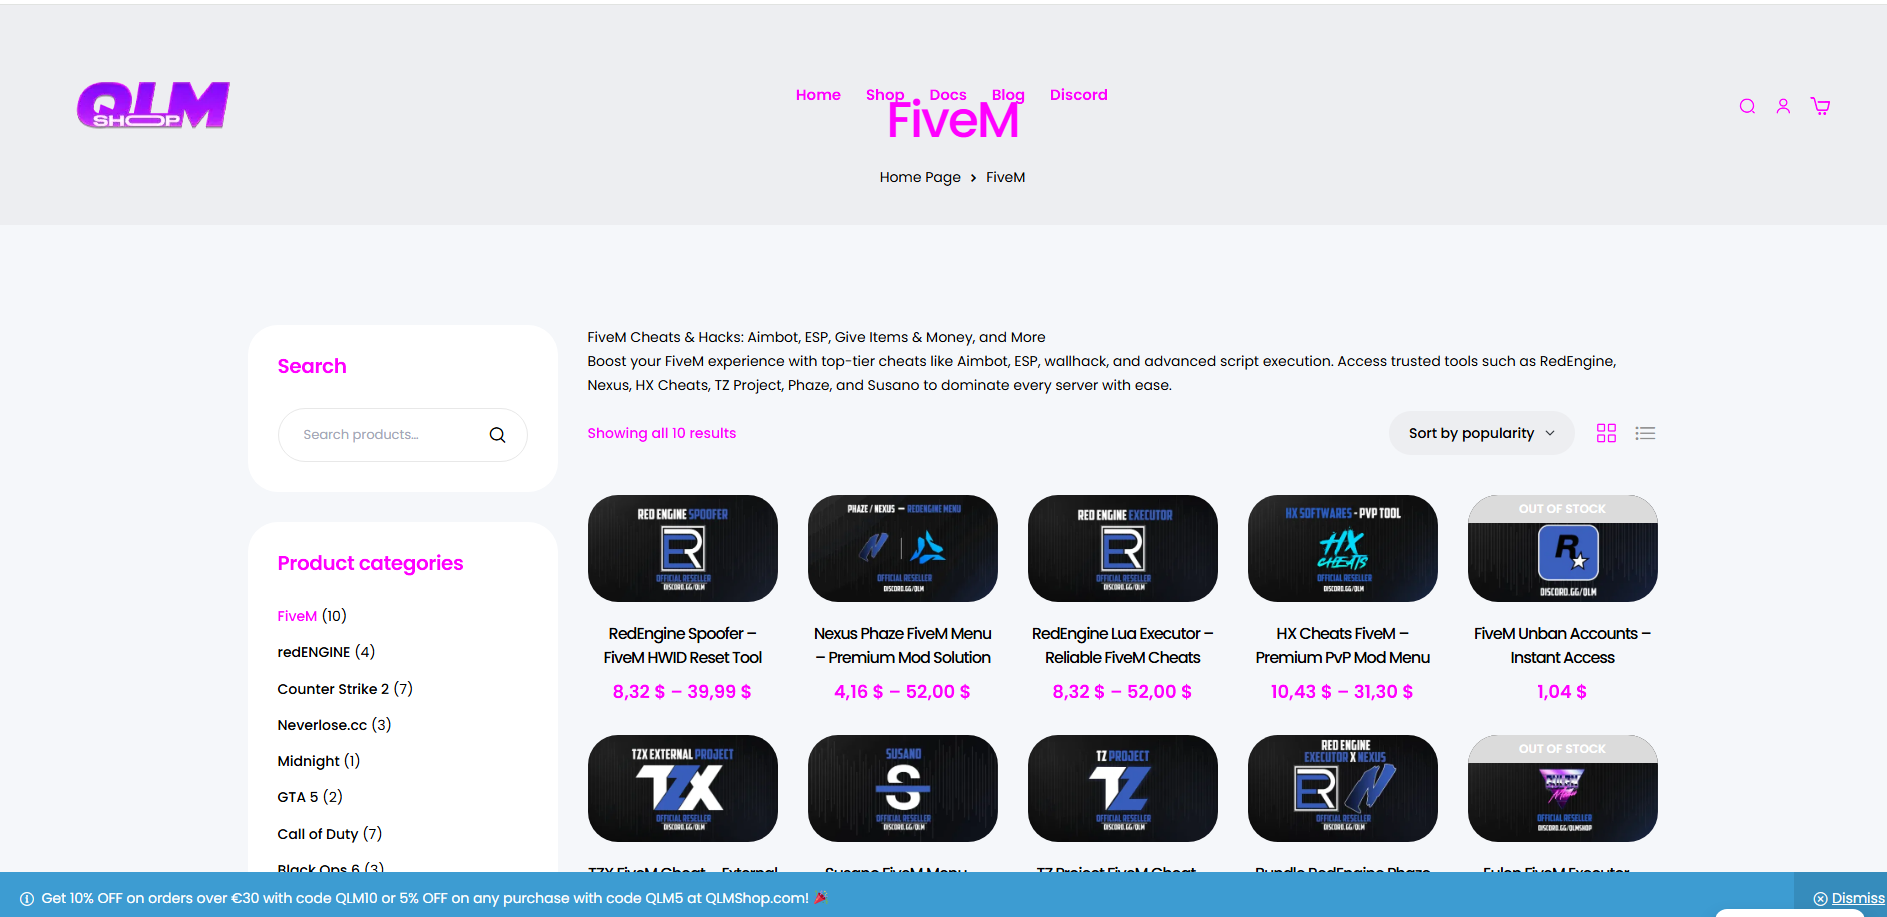 QLM
SHOP
Home Shop Docs Blog Discord
FiveM
Home Page > FiveM
Search
Search products...
Product categories
FiveM (10)
redENGINE (4)
Counter Strike 2 (7)
Neverlose.cc (3)
Midnight (1)
GTA 5 (2)
Call of Duty (7)
Black Ops 6 (3)
FiveM Cheats & Hacks: Aimbot, ESP, Give Items & Money, and More
Boost your FiveM experience with top-tier cheats like Aimbot, ESP, wallhack, and advanced script execution. Access trusted tools such as RedEngine,
Nexus, HX Cheats, TZ Project, Phaze, and Susano to dominate every server with ease.
Showing all 10 results
Sort by popularity
RED ENGINE SPOOFER
ER
OFFICIAL RESELLER
DISCORD.GG/QLM
RedEngine Spoofer –
FiveM HWID Reset Tool
8,32 $ – 39,99 $
PHAZE / NEXUS — REDENGINE MENU
N
OFFICIAL RESELLER
DISCORD.GG/QLM
Nexus Phaze FiveM Menu
– Premium Mod Solution
4,16 $ – 52,00 $
RED ENGINE EXECUTOR
ER
OFFICIAL RESELLER
DISCORD.GG/QLM
RedEngine Lua Executor –
Reliable FiveM Cheats
8,32 $ – 52,00 $
HX SOFTWARES - PVP TOOL
HX
CHEATS
OFFICIAL RESELLER
DISCORD.GG/QLM
HX Cheats FiveM –
Premium PvP Mod Menu
10,43 $ – 31,30 $
OUT OF STOCK
R
DISCORD.GG/QLM
FiveM Unban Accounts –
Instant Access
1,04 $
TZX EXTERNAL PROJECT
TZX
OFFICIAL RESELLER
DISCORD.GG/QLM
TZX FiveM Cheat – External
SUSANO
S
OFFICIAL RESELLER
DISCORD.GG/QLM
Susano FiveM Menu
TZ PROJECT
TZ
OFFICIAL RESELLER
DISCORD.GG/QLM
TZ Project FiveM Cheat
RED ENGINE
EXECUTOR X NEXUS
ER N
OFFICIAL RESELLER
DISCORD.GG/QLM
Bundle RedEngine Phaze
OUT OF STOCK
OFFICIAL RESELLER
DISCORD.GG/QLMSHOP
Eulen FiveM Executor
Get 10% OFF on orders over €30 with code QLM10 or 5% OFF on any purchase with code QLM5 at QLMShop.com! 🎉
Dismiss